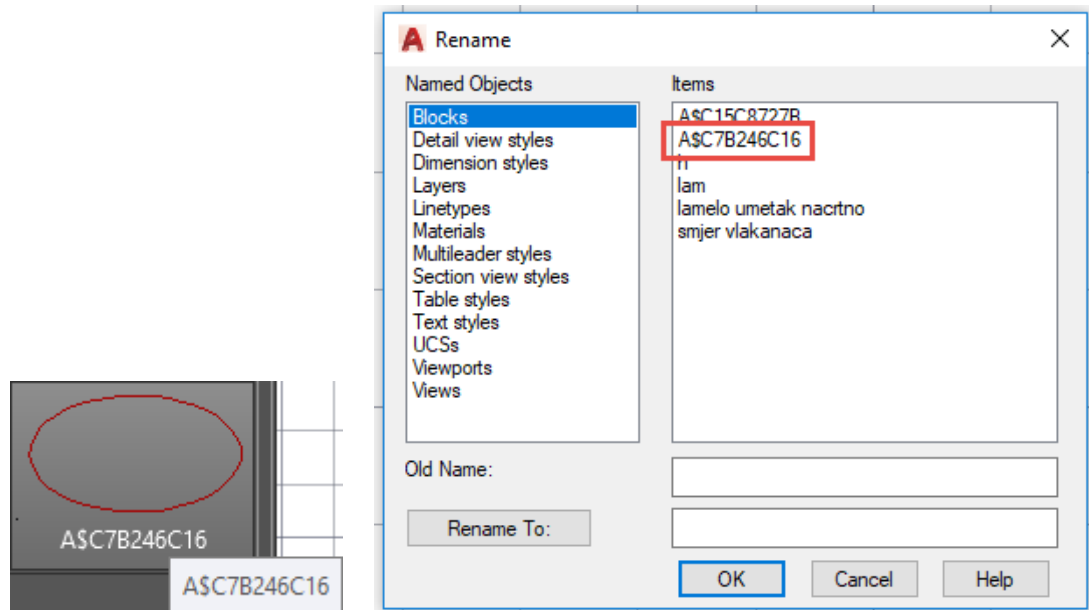 Rename
Named Objects
Items
Blocks
Detail view styles
Dimension styles
Layers
Linetypes
Materials
Multileader styles
Section view styles
Table styles
Text styles
UCSs
Viewports
Views
A$C15C8727B
A$C7B246C16
h
lam
lamelo umetak nacrtno
smjer vlakanaca
Old Name:
Rename To:
OK
Cancel
Help
A$C7B246C16
A$C7B246C16